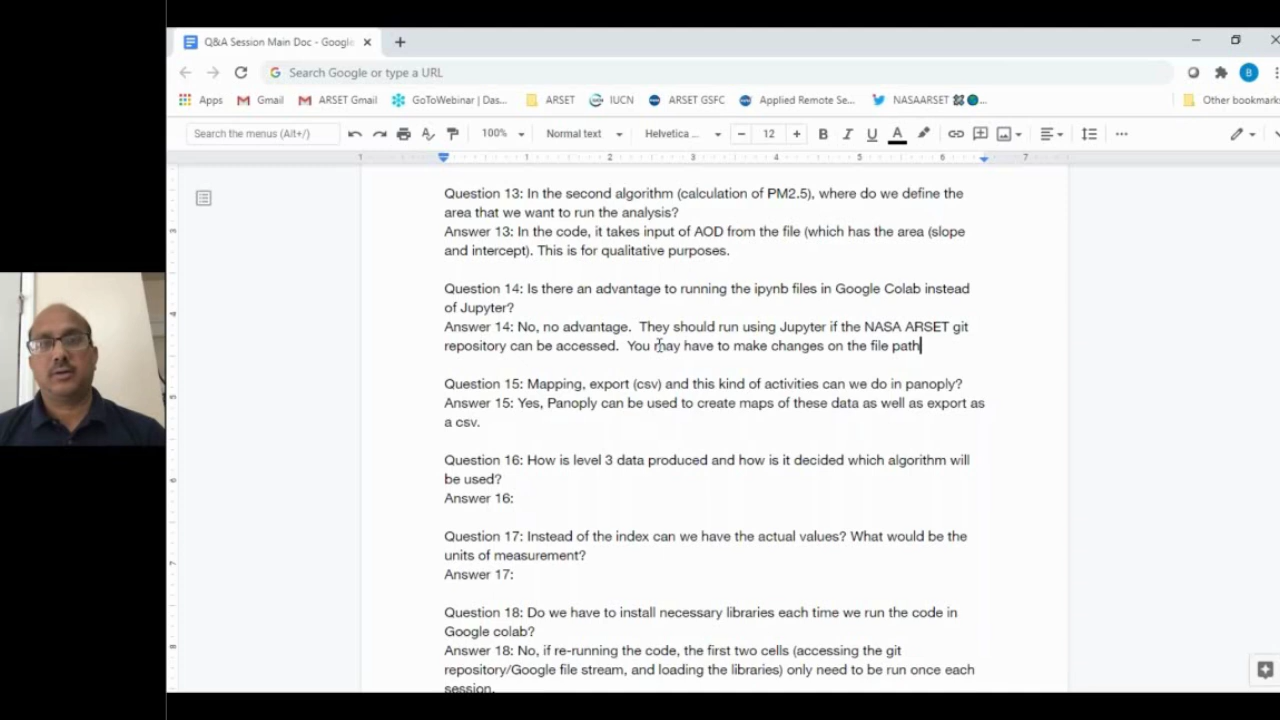 Q&A Session Main Doc - Google
Search Google or type a URL
Apps Gmail ARSET Gmail GoToWebinar | Das... ARSET IUCN ARSET GSFC Applied Remote Se... NASAARSET Other bookmarks
Search the menus (Alt+/) 100% Normal text Helvetica ... 12 B I U A
1 1 2 3 4 5 6 7
Question 13: In the second algorithm (calculation of PM2.5), where do we define the
area that we want to run the analysis?
Answer 13: In the code, it takes input of AOD from the file (which has the area (slope
and intercept). This is for qualitative purposes.
Question 14: Is there an advantage to running the ipynb files in Google Colab instead
of Jupyter?
Answer 14: No, no advantage. They should run using Jupyter if the NASA ARSET git
repository can be accessed. You may have to make changes on the file path
Question 15: Mapping, export (csv) and this kind of activities can we do in panoply?
Answer 15: Yes, Panoply can be used to create maps of these data as well as export as
a csv.
Question 16: How is level 3 data produced and how is it decided which algorithm will
be used?
Answer 16:
Question 17: Instead of the index can we have the actual values? What would be the
units of measurement?
Answer 17:
Question 18: Do we have to install necessary libraries each time we run the code in
Google colab?
Answer 18: No, if re-running the code, the first two cells (accessing the git
repository/Google file stream, and loading the libraries) only need to be run once each
session.